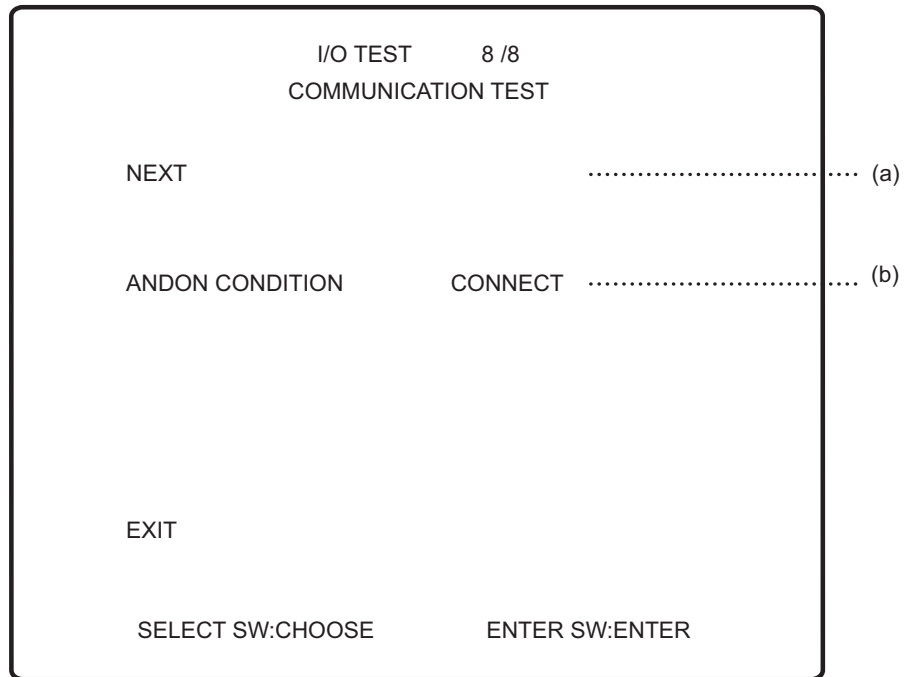 I/O TEST 8 /8
COMMUNICATION TEST
NEXT (a)
ANDON CONDITION CONNECT (b)
EXIT
SELECT SW:CHOOSE ENTER SW:ENTER